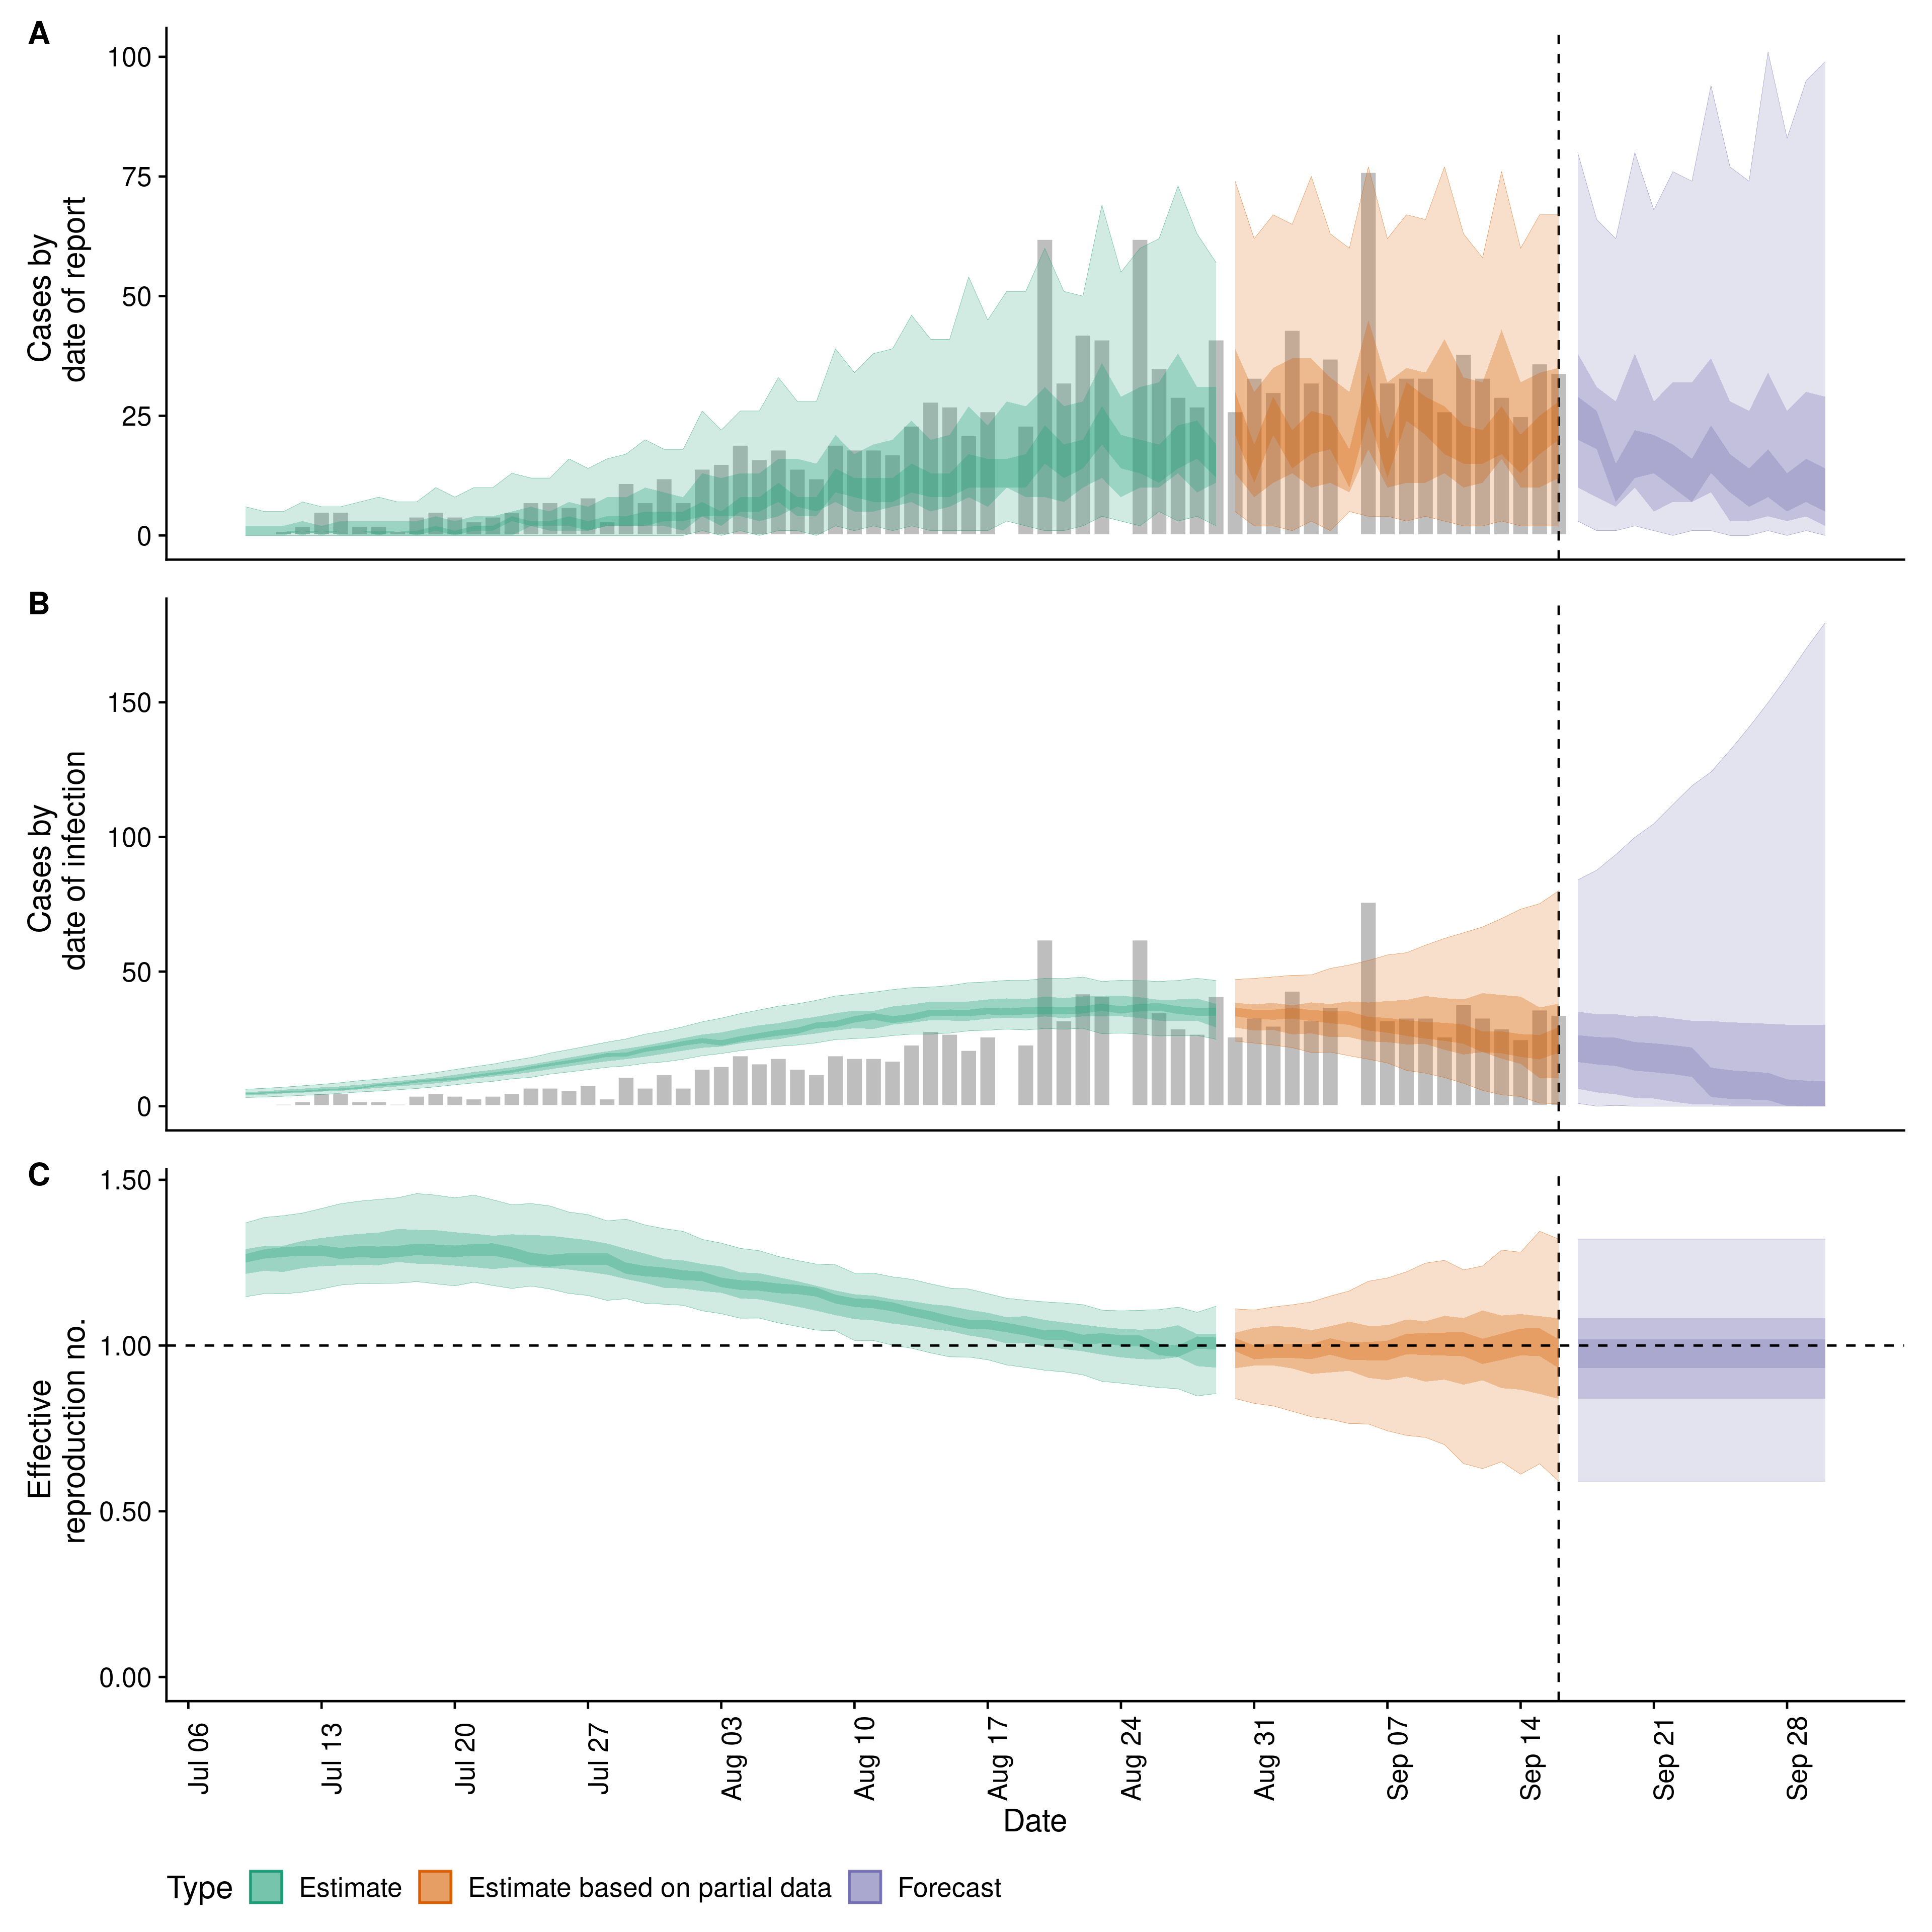 A
Cases by
date of report
100
75
50
25
0
B
Cases by
date of infection
150
100
50
0
C
Effective
reproduction no.
1.50
1.00
0.50
0.00
Jul 06
Jul 13
Jul 20
Jul 27
Aug 03
Aug 10
Aug 17
Aug 24
Aug 31
Sep 07
Sep 14
Sep 21
Sep 28
Date
Type Estimate Estimate based on partial data Forecast